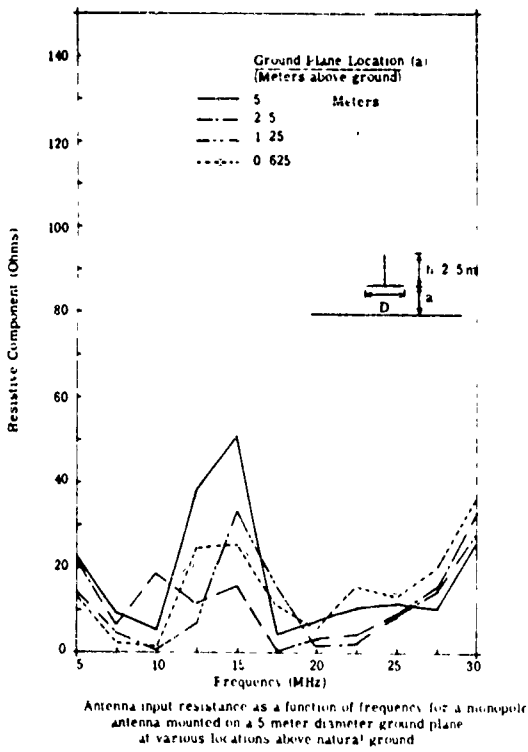 140
120
100
80
60
40
20
0
Resistive Component (Ohms)
Ground Plane Location (a)
(Meters above ground)
5 Meters
2 5
1 25
0 625
h 2 5m
a
D
5 10 15 20 25 30
Frequency (MHz)
Antenna input resistance as a function of frequency for a monopole
antenna mounted on a 5 meter diameter ground plane
at various locations above natural ground